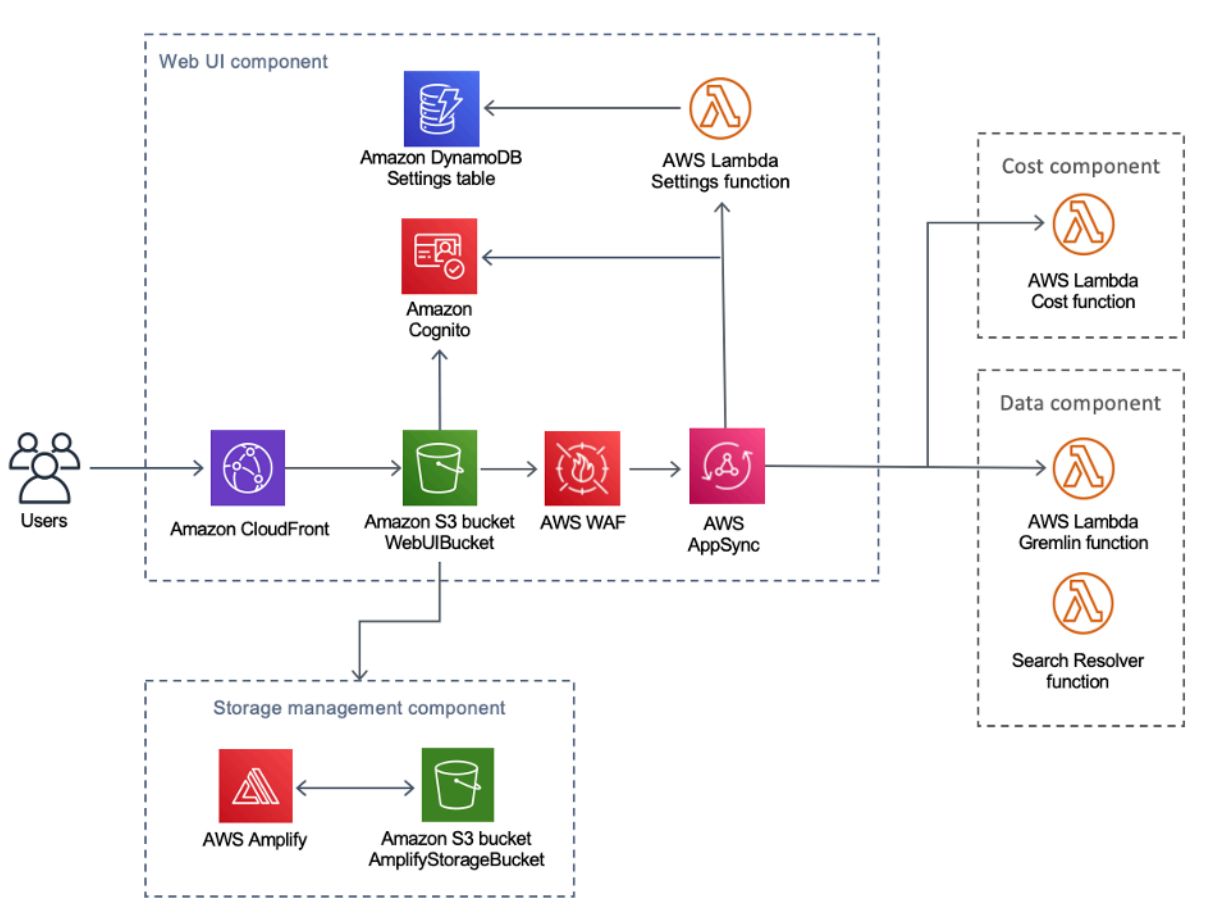 Web UI component
Amazon DynamoDB
Settings table
AWS Lambda
Settings function
Amazon
Cognito
Users
Amazon CloudFront
Amazon S3 bucket
WebUIBucket
AWS WAF
AWS
AppSync
Cost component
AWS Lambda
Cost function
Data component
AWS Lambda
Gremlin function
Search Resolver
function
Storage management component
AWS Amplify
Amazon S3 bucket
AmplifyStorageBucket